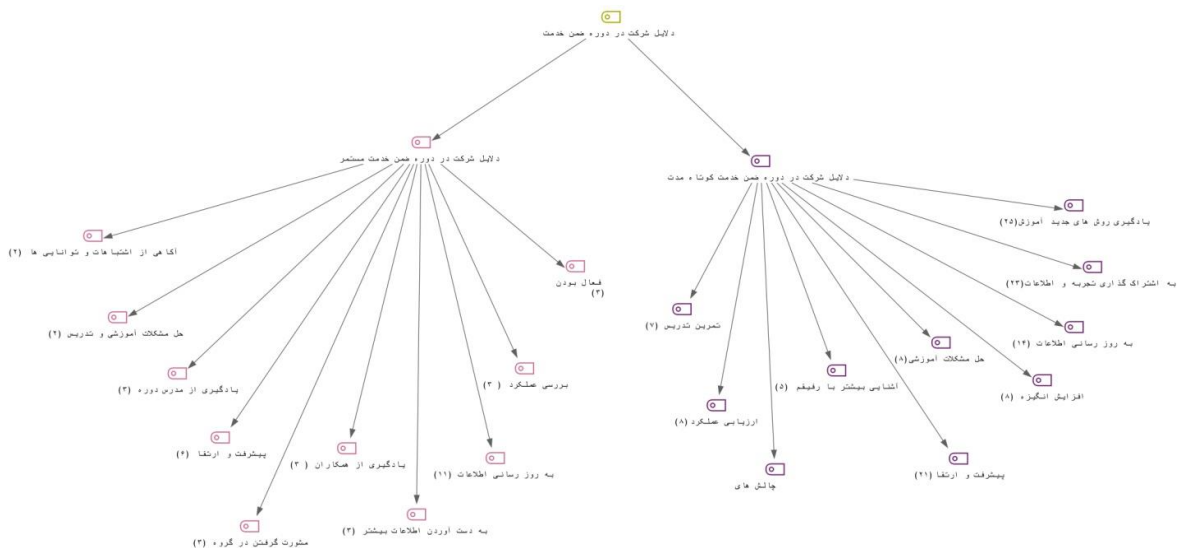 دلایل شرکت در دوره ضمن خدمت
دلایل شرکت در دوره ضمن خدمت مستمر
دلایل شرکت در دوره ضمن خدمت کوتاه مدت
یادگیری روش های جدید آموزش(۲۵)
به اشتراک گذاری تجربه و اطلاعات(۲۳)
به روز رسانی اطلاعات (۱۴)
افزایش انگیزه (۸)
پیشرفت و ارتقا (۲۱)
حل مشکلات آموزشی(۸)
آشنایی بیشتر با رفیقم (۵)
چالش های
ارزیابی عملکرد (۸)
تمرین تدریس (۷)
فعال بودن
(۳)
بررسی عملکرد ( ۳)
به روز رسانی اطلاعات (۱۱)
به دست آوردن اطلاعات بیشتر (۳)
یادگیری از همکاران ( ۳)
مشورت گرفتن در گروه (۳)
پیشرفت و ارتقا (۴)
یادگیری از مدرس دوره (۳)
حل مشکلات آموزشی و تدریس (۲)
آگاهی از اشتباهات و توانایی ها (۲)